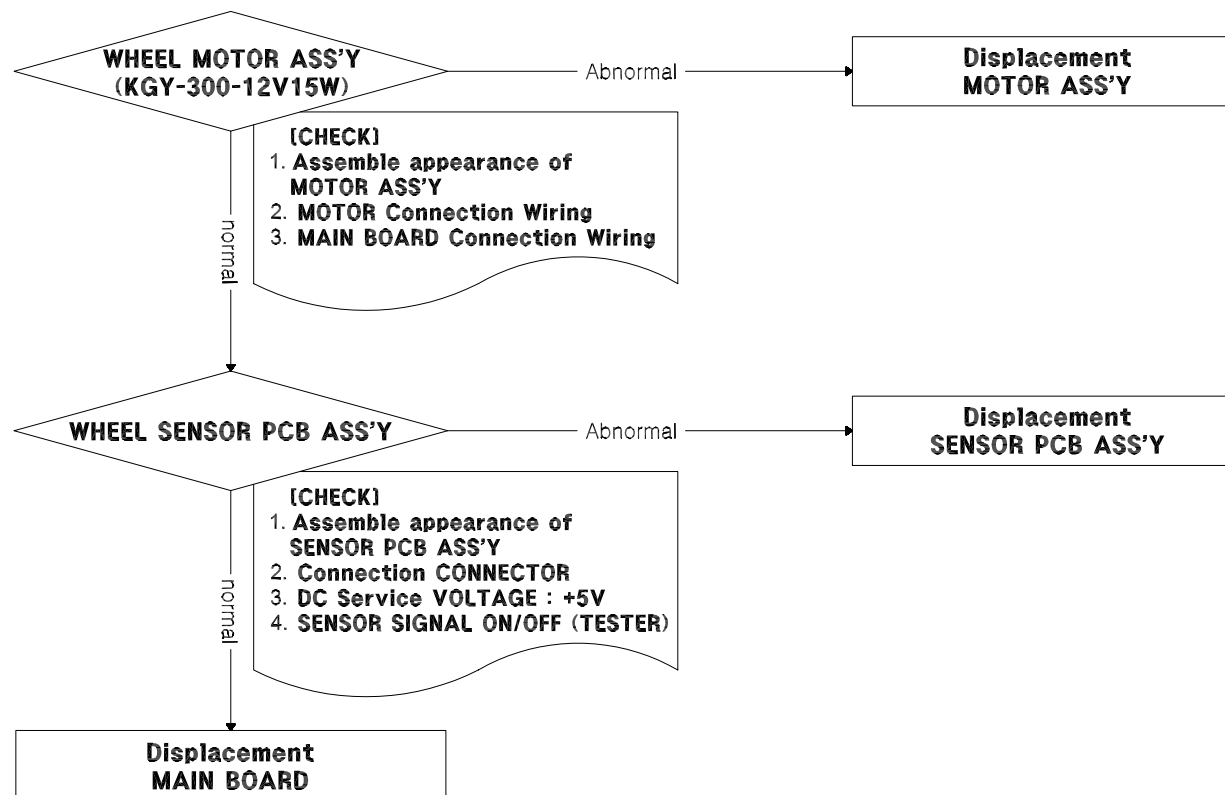 WHEEL MOTOR ASS'Y
(KGY-300-12V15W)
Abnormal
Displacement
MOTOR ASS'Y
[CHECK]
1. Assemble appearance of
MOTOR ASS'Y
2. MOTOR Connection Wiring
3. MAIN BOARD Connection Wiring
normal
WHEEL SENSOR PCB ASS'Y
Abnormal
Displacement
SENSOR PCB ASS'Y
[CHECK]
1. Assemble appearance of
SENSOR PCB ASS'Y
2. Connection CONNECTOR
3. DC Service VOLTAGE : +5V
4. SENSOR SIGNAL ON/OFF (TESTER)
normal
Displacement
MAIN BOARD